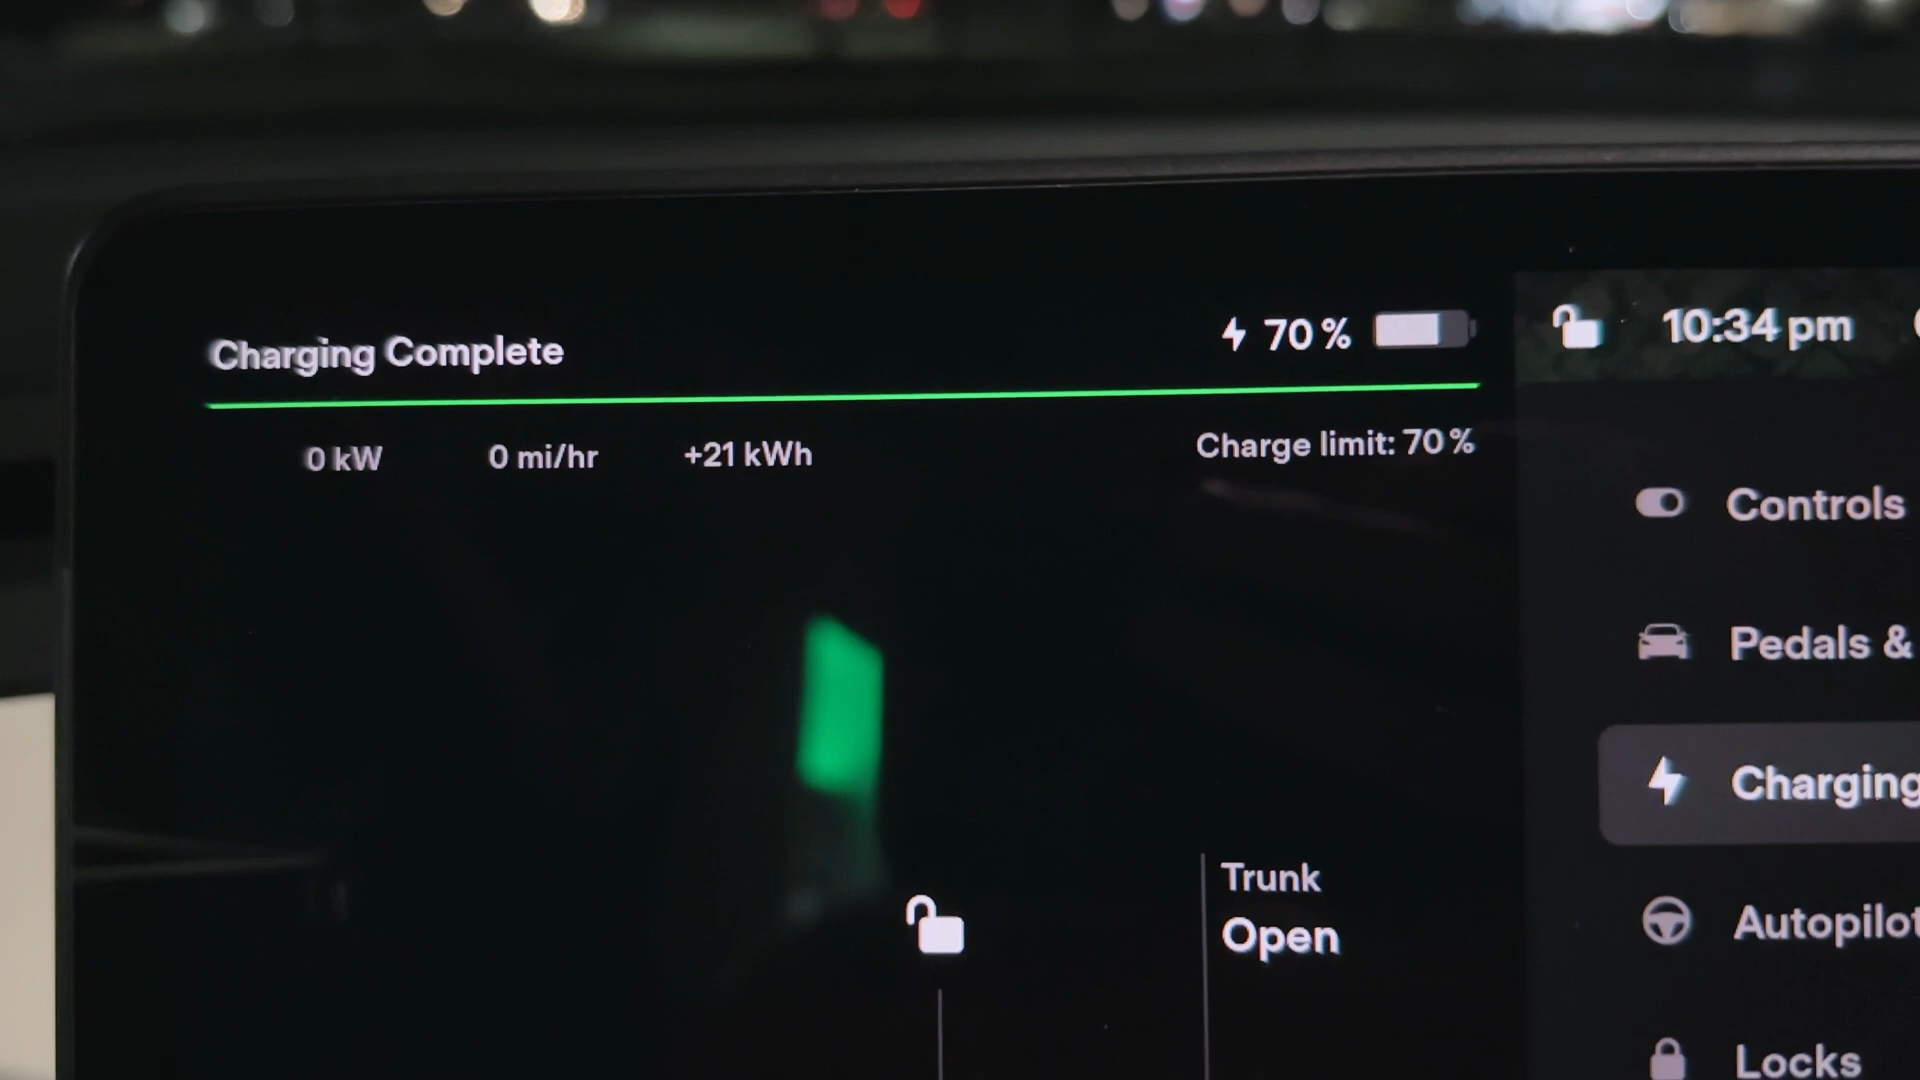 Charging Complete
70 %
0 kW
0 mi/hr
+21 kWh
Charge limit: 70 %
Trunk
Open
10:34 pm
Controls
Pedals &
Charging
Autopilot
Locks